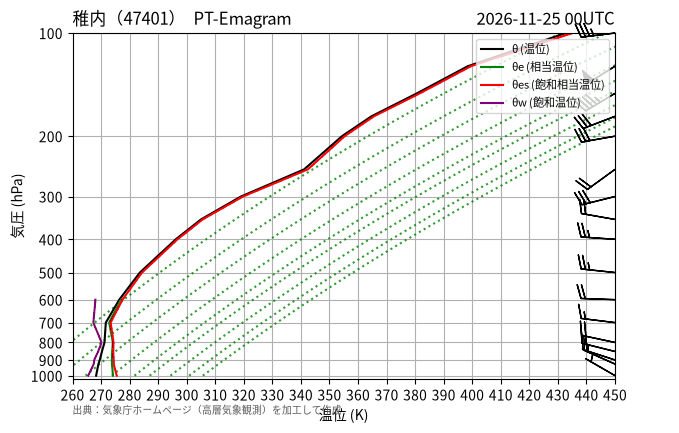 稚内（47401） PT-Emagram
2026-11-25 00UTC
θ (温位)
θe (相当温位)
θes (飽和相当温位)
θw (飽和温位)
気圧 (hPa)
100
200
300
400
500
600
700
800
900
1000
260 270 280 290 300 310 320 330 340 350 360 370 380 390 400 410 420 430 440 450
出典：気象庁ホームページ（高層気象観測）を加工して作成
温位 (K)